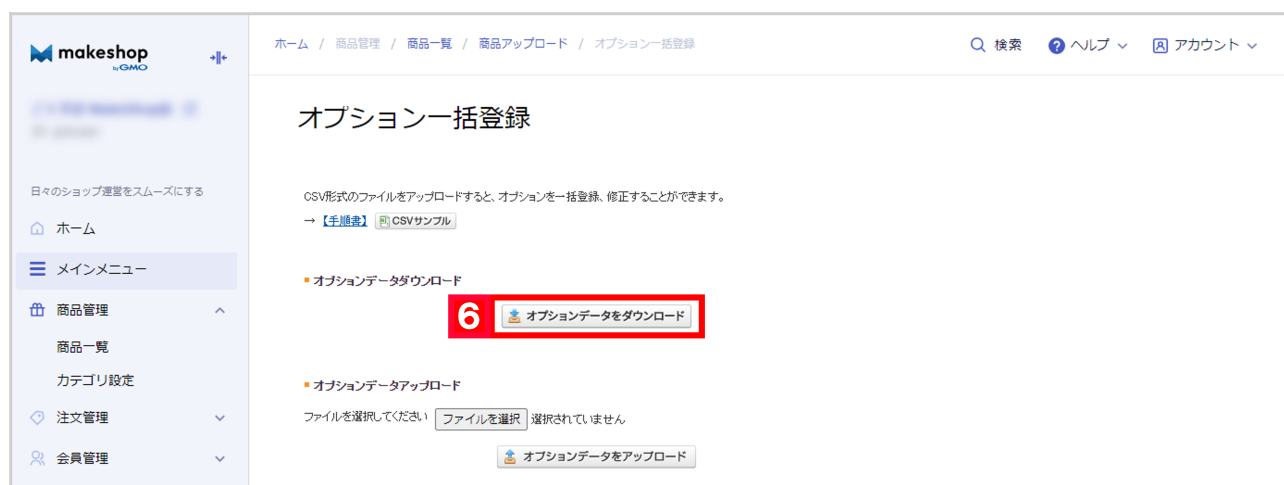 makeshop
by GMO
ホーム / 商品管理 / 商品一覧 / 商品アップロード / オプション一括登録
検索
ヘルプ
アカウント
日々のショップ運営をスムーズにする
ホーム
メインメニュー
商品管理
商品一覧
カテゴリ設定
注文管理
会員管理
オプション一括登録
CSV形式のファイルをアップロードすると、オプションを一括登録、修正することができます。
→ 【手順書】 CSVサンプル
オプションデータダウンロード
6 オプションデータをダウンロード
オプションデータアップロード
ファイルを選択してください ファイルを選択 選択されていません
オプションデータをアップロード